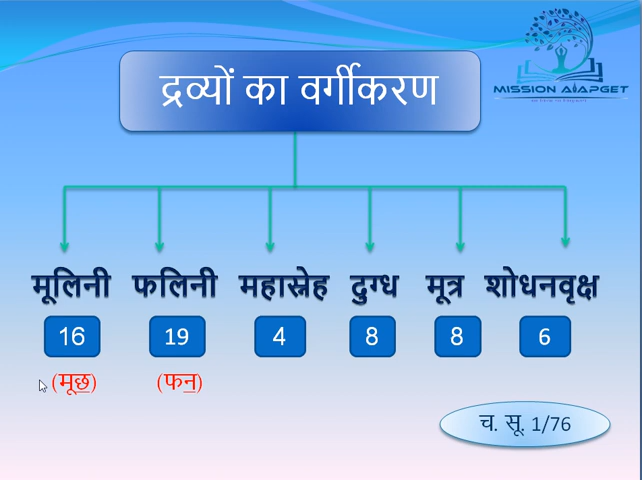 द्रव्यों का वर्गीकरण
MISSION AIAPGET
मूलिनी फलिनी महास्नेह दुग्ध मूत्र शोधनवृक्ष
16 19 4 8 8 6
(मूछ) (फन)
च. सू. 1/76